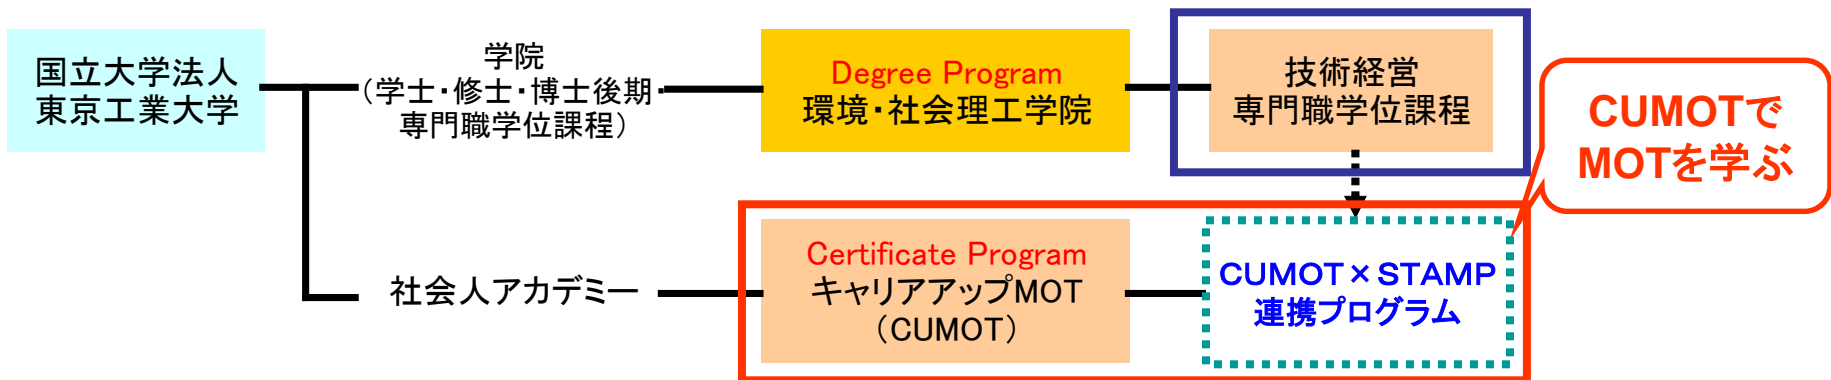 国立大学法人
東京工業大学
学院
（学士・修士・博士後期・
専門職学位課程）
Degree Program
環境・社会理工学院
技術経営
専門職学位課程
CUMOTで
MOTを学ぶ
社会人アカデミー
Certificate Program
キャリアアップMOT
（CUMOT）
CUMOT×STAMP
連携プログラム